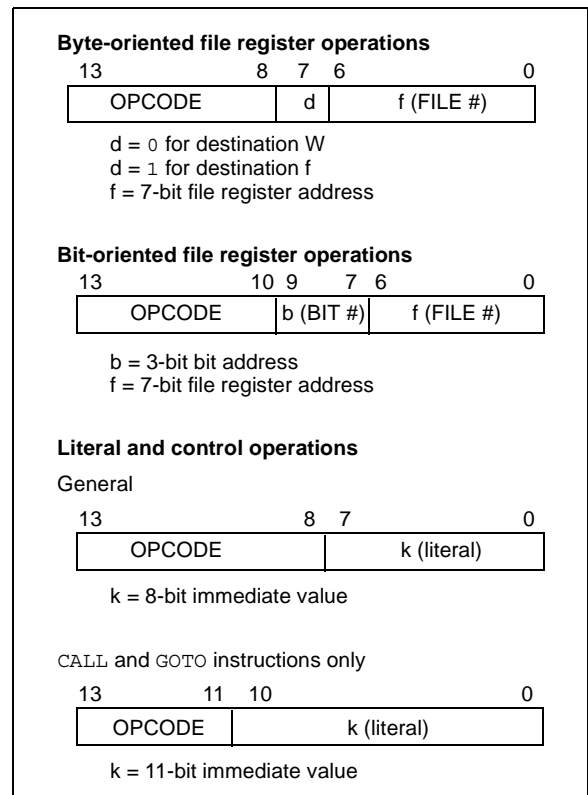 Byte-oriented file register operations
13 8 7 6 0
OPCODE d f (FILE #)
d = 0 for destination W
d = 1 for destination f
f = 7-bit file register address
Bit-oriented file register operations
13 10 9 7 6 0
OPCODE b (BIT #) f (FILE #)
b = 3-bit bit address
f = 7-bit file register address
Literal and control operations
General
13 8 7 0
OPCODE k (literal)
k = 8-bit immediate value
CALL and GOTO instructions only
13 11 10 0
OPCODE k (literal)
k = 11-bit immediate value